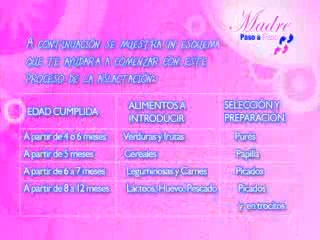 Madre
Paso a Paso
A CONTINUACIÓN SE MUESTRA UN ESQUEMA
QUE TE AYUDARA A COMENZAR CON ESTE
PROCESO DE LA ABLACTACIÓN:
EDAD CUMPLIDA
ALIMENTOS A
INTRODUCIR
SELECCIÓN Y
PREPARACIÓN
A partir de 4 o 6 meses Verduras y frutas Purés
A partir de 5 meses Cereales Papilla
A partir de 6 a 7 meses Leguminosas y Carnes Picados
A partir de 8 a 12 meses Lácteos, Huevo, Pescado Picados
y en trocitos